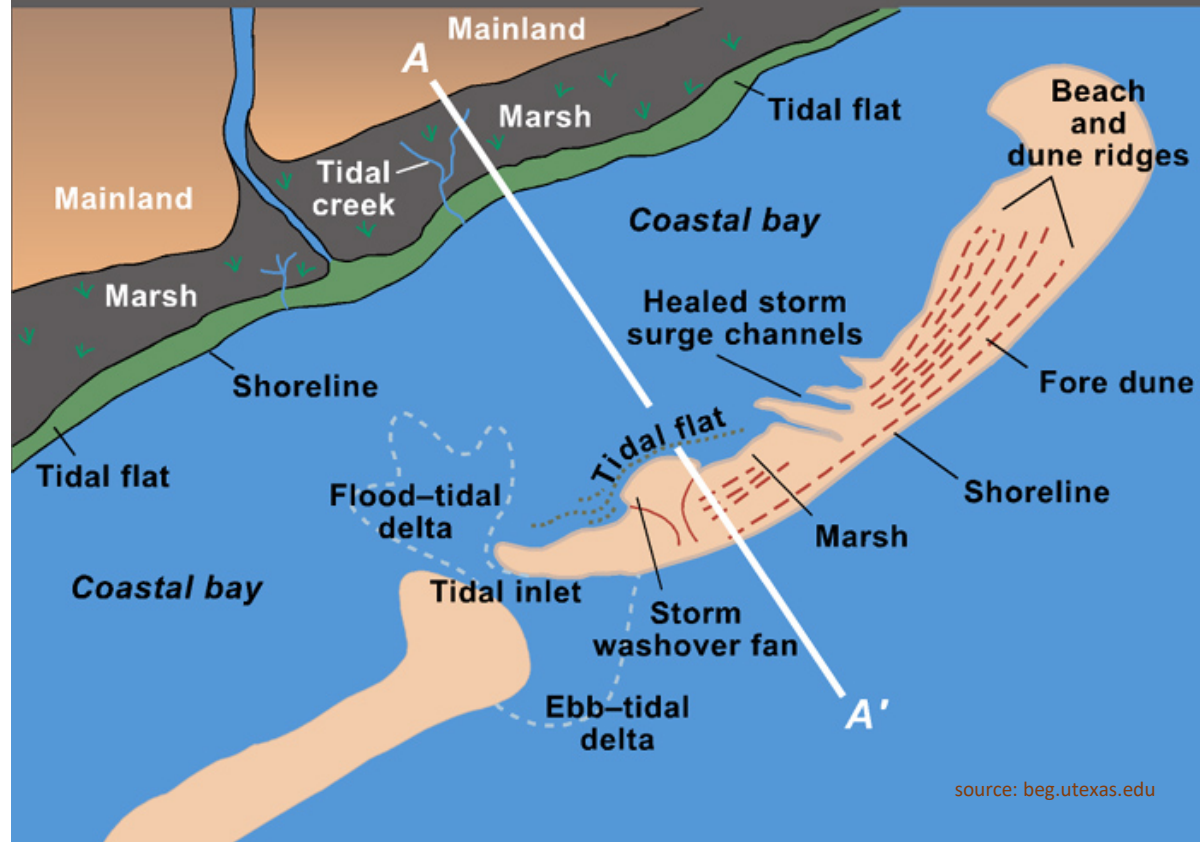 Mainland
A
Marsh
Tidal flat
Beach
and
dune ridges
Tidal
creek
Mainland
Coastal bay
Marsh
Healed storm
surge channels
Shoreline
Fore dune
Tidal flat
Tidal flat
Flood–tidal
delta
Shoreline
Marsh
Coastal bay
Tidal inlet
Storm
washover fan
Ebb–tidal
delta
A'
source: beg.utexas.edu